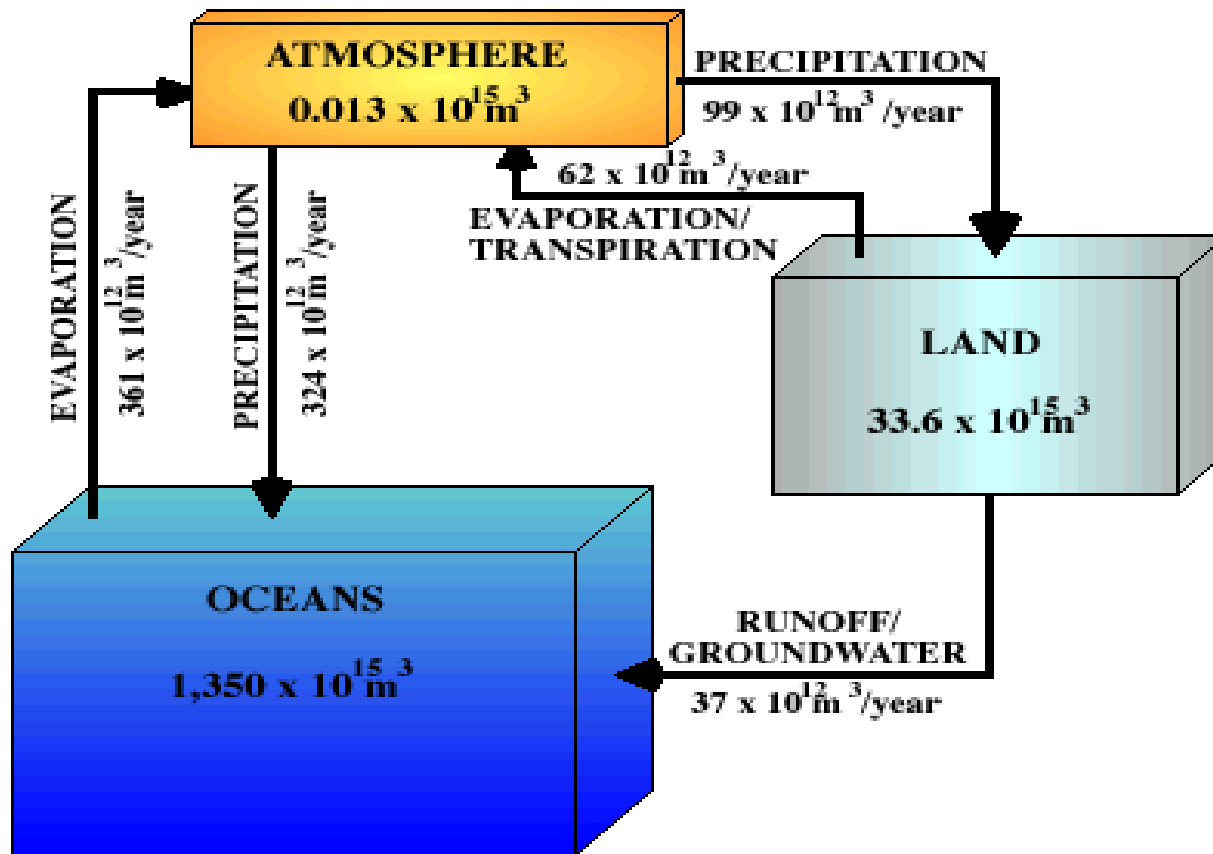 ATMOSPHERE
0.013 x 10¹⁵m³
PRECIPITATION
99 x 10¹²m³ /year
62 x 10¹²m³/year
EVAPORATION/
TRANSPIRATION
EVAPORATION
361 x 10¹²m³/year
PRECIPITATION
324 x 10¹²m³/year
LAND
33.6 x 10¹⁵m³
OCEANS
1,350 x 10¹⁵m³
RUNOFF/
GROUNDWATER
37 x 10¹²m³/year